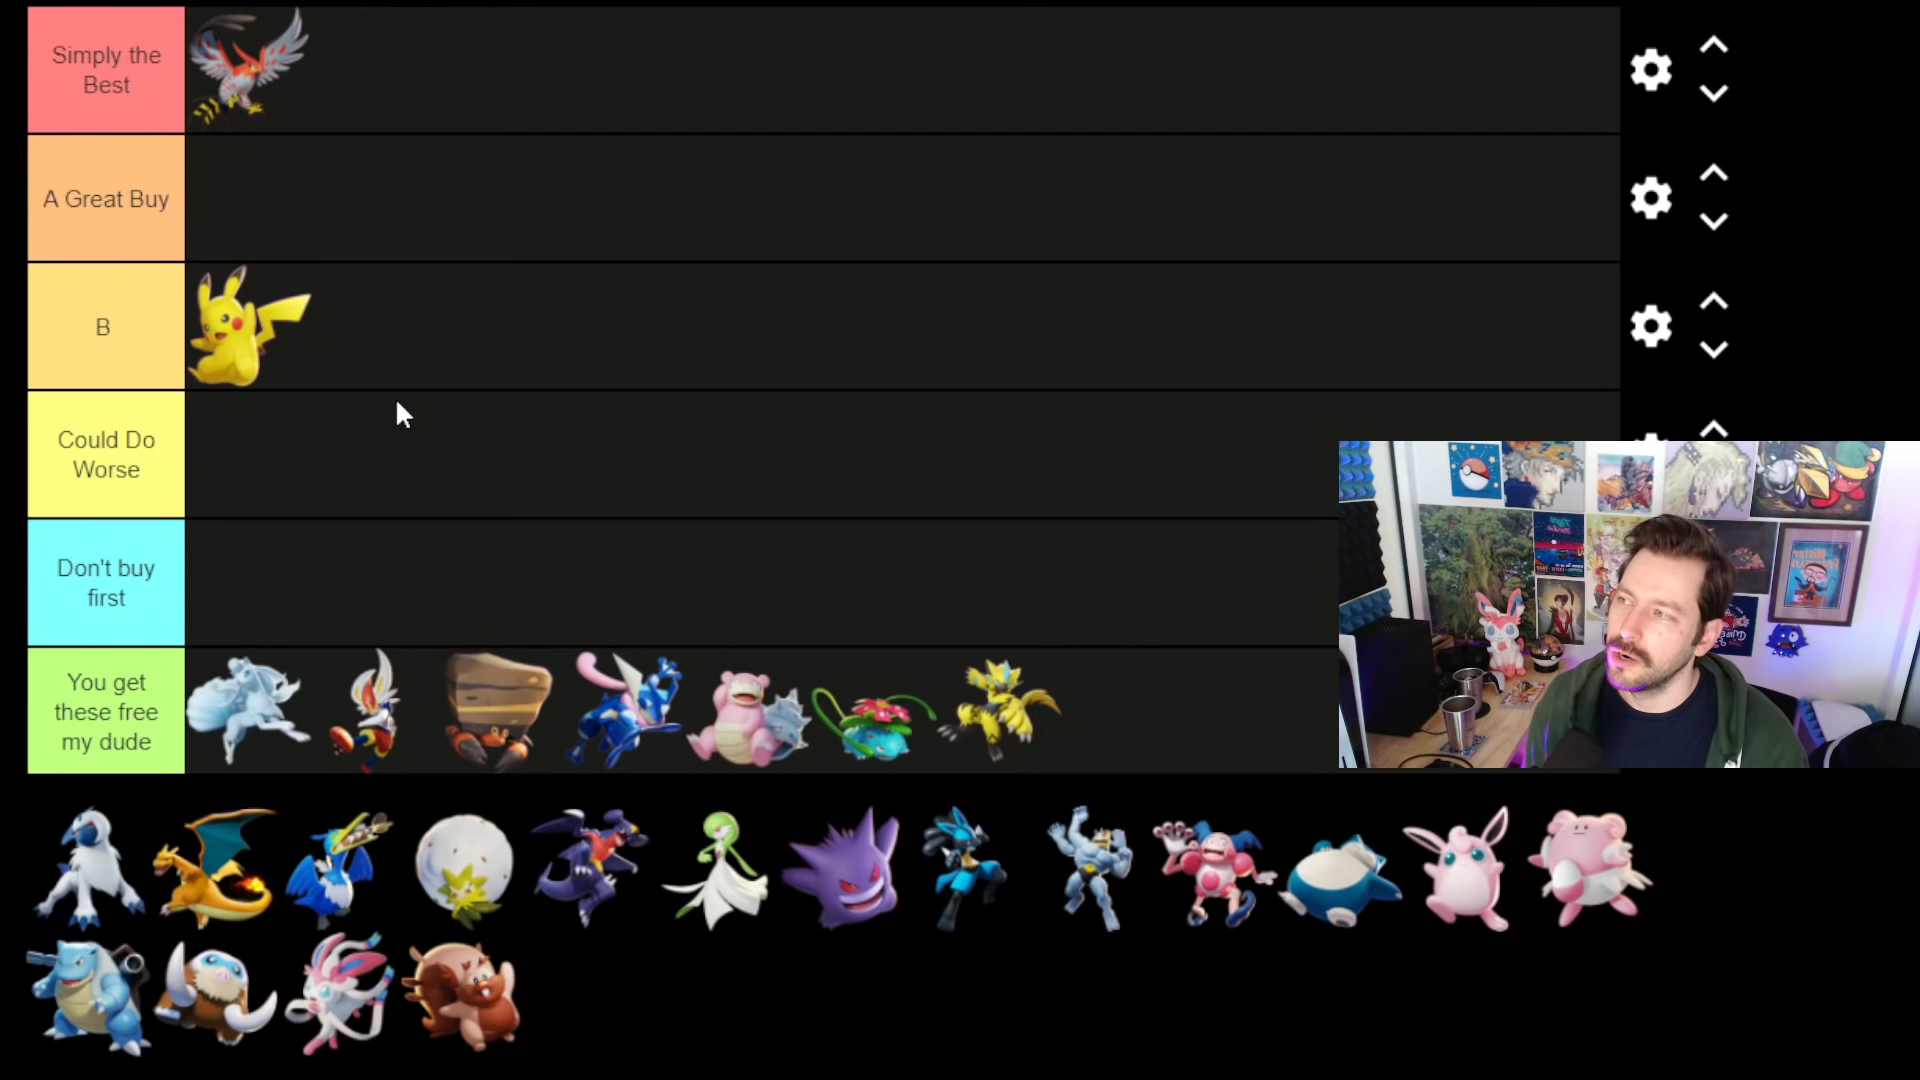 Simply the
Best
A Great Buy
B
Could Do
Worse
Don't buy
first
You get
these free
my dude